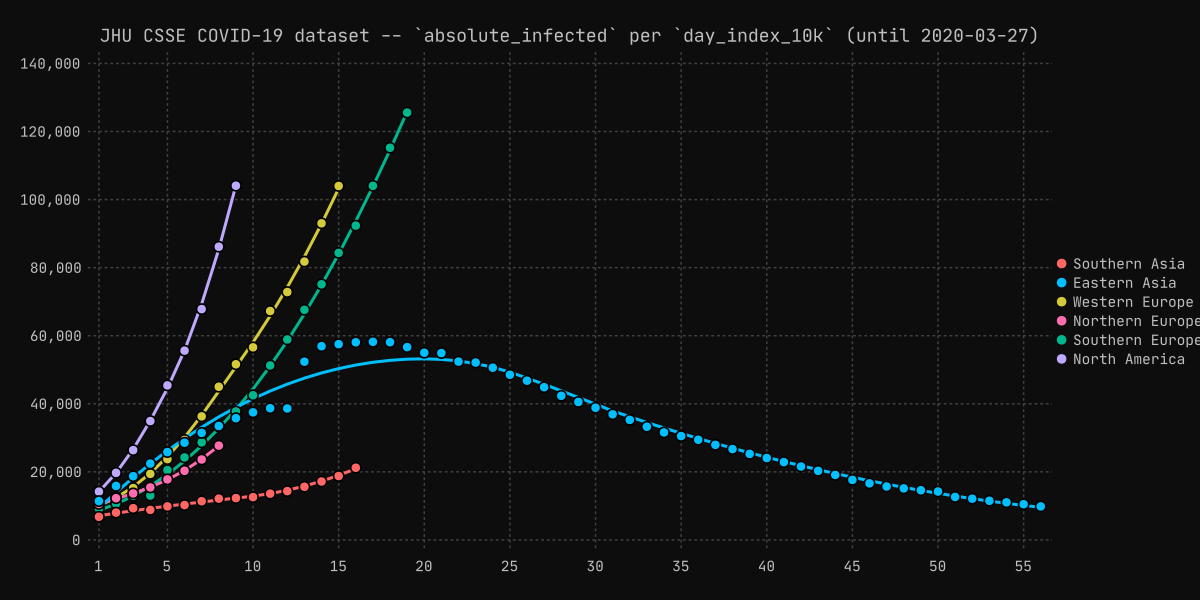 JHU CSSE COVID-19 dataset -- `absolute_infected` per `day_index_10k` (until 2020-03-27)
140,000
120,000
100,000
80,000
60,000
40,000
20,000
0
1 5 10 15 20 25 30 35 40 45 50 55
Southern Asia
Eastern Asia
Western Europe
Northern Europe
Southern Europe
North America